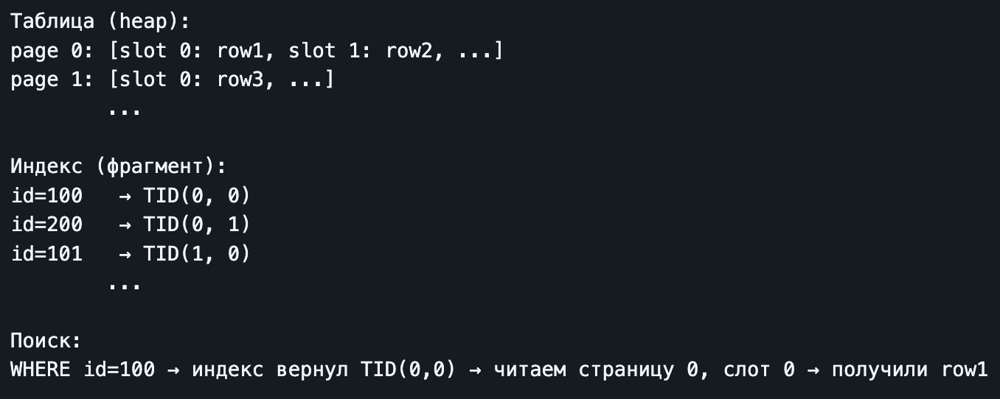 Таблица (heap):
page 0: [slot 0: row1, slot 1: row2, ...]
page 1: [slot 0: row3, ...]
...
Индекс (фрагмент):
id=100 → TID(0, 0)
id=200 → TID(0, 1)
id=101 → TID(1, 0)
...
Поиск:
WHERE id=100 → индекс вернул TID(0,0) → читаем страницу 0, слот 0 → получили row1